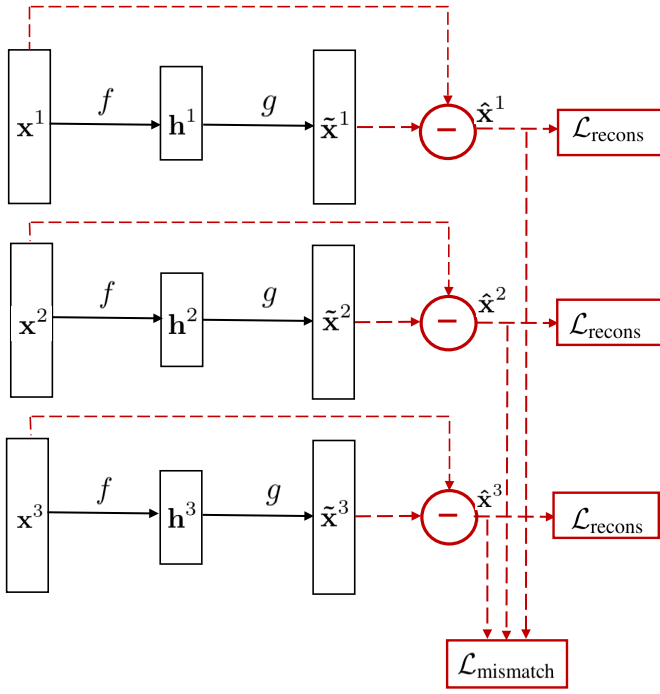 f g x̂¹
x¹ h¹ x̃¹ − ℒrecons
f g x̂²
x² h² x̃² − ℒrecons
f g x̂³
x³ h³ x̃³ − ℒrecons
ℒmismatch